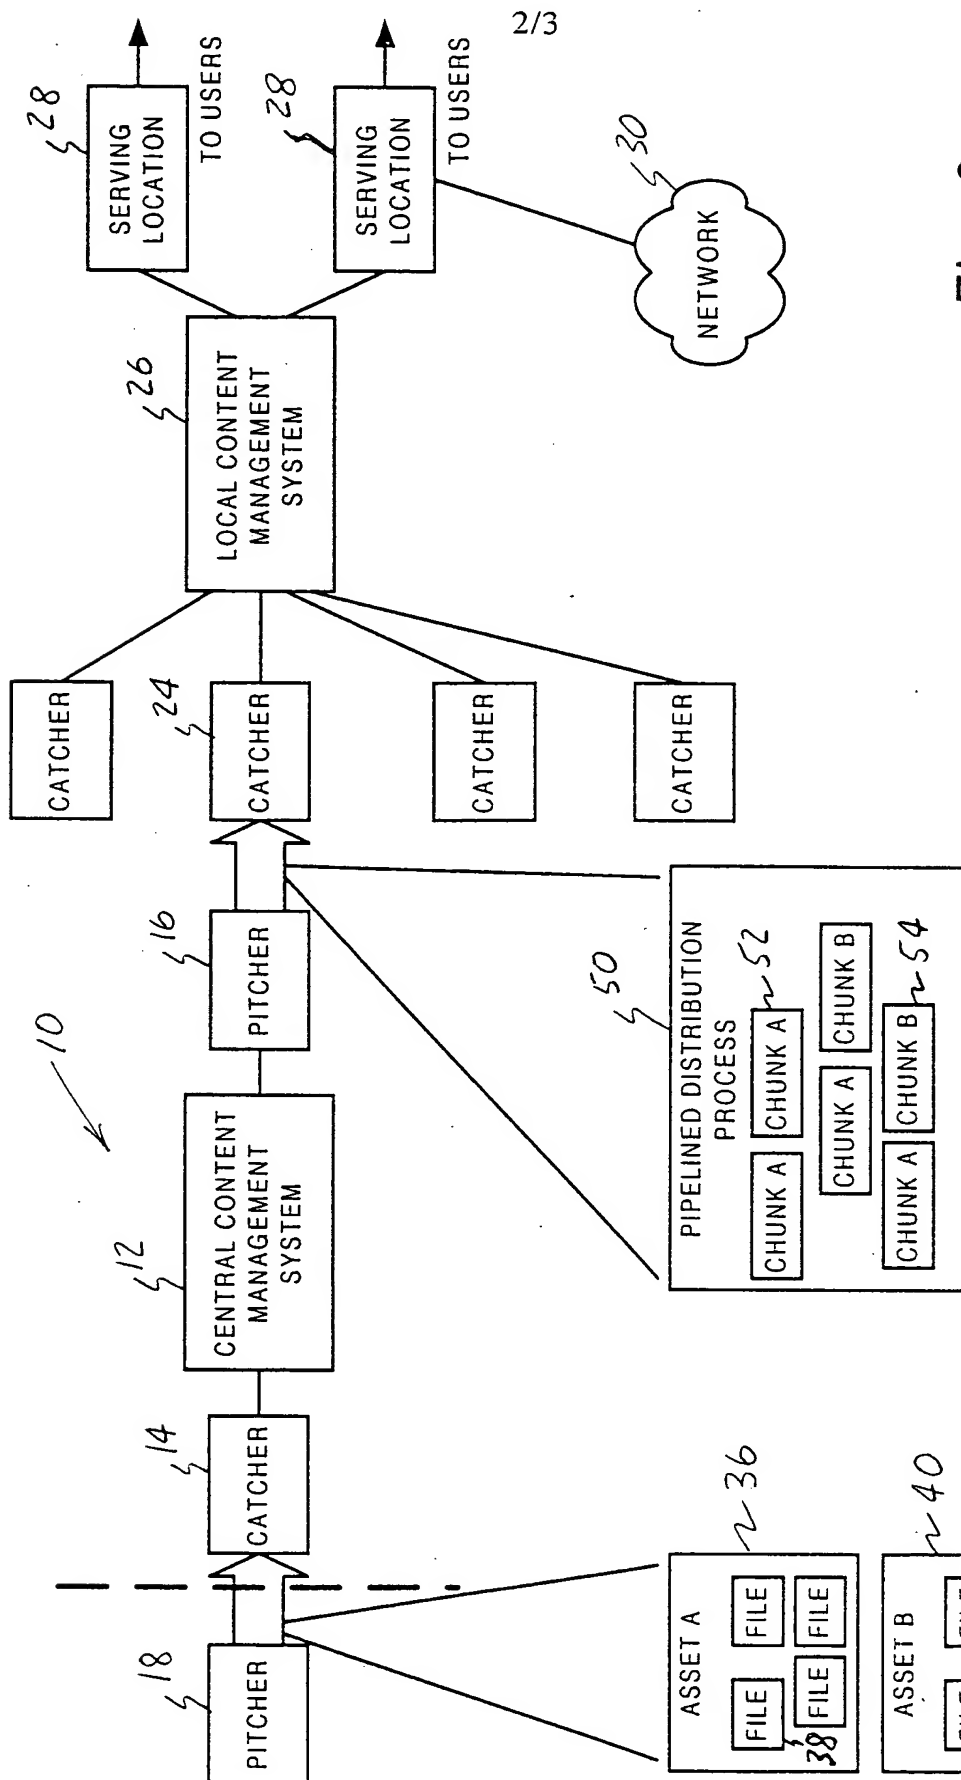 2/3
10
18
PITCHER
14
CATCHER
12
CENTRAL CONTENT
MANAGEMENT
SYSTEM
16
PITCHER
CATCHER
24
CATCHER
CATCHER
CATCHER
26
LOCAL CONTENT
MANAGEMENT
SYSTEM
28
SERVING
LOCATION
TO USERS
28
SERVING
LOCATION
TO USERS
30
NETWORK
36
ASSET A
FILE
FILE
38
FILE
FILE
40
ASSET B
50
PIPELINED DISTRIBUTION
PROCESS
CHUNK A
CHUNK A
52
CHUNK A
CHUNK B
CHUNK A
CHUNK B
54